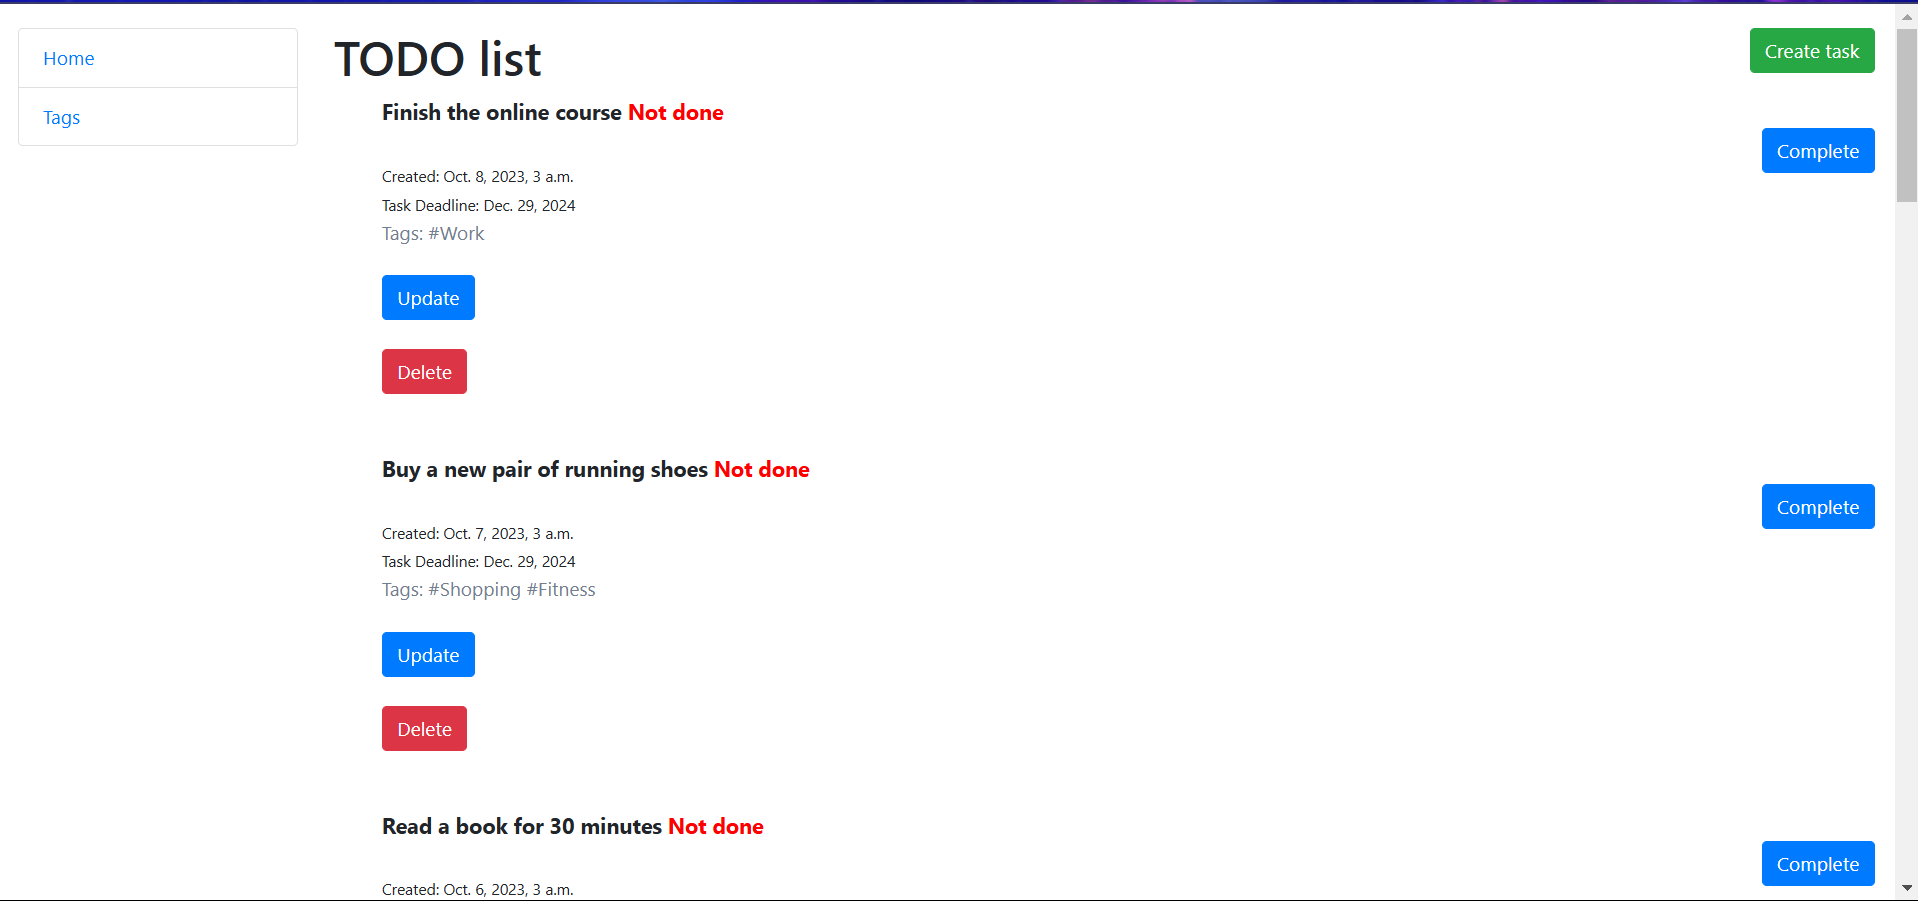 Home
Tags
TODO list
Create task
Finish the online course Not done
Complete
Created: Oct. 8, 2023, 3 a.m.
Task Deadline: Dec. 29, 2024
Tags: #Work
Update
Delete
Buy a new pair of running shoes Not done
Complete
Created: Oct. 7, 2023, 3 a.m.
Task Deadline: Dec. 29, 2024
Tags: #Shopping #Fitness
Update
Delete
Read a book for 30 minutes Not done
Complete
Created: Oct. 6, 2023, 3 a.m.